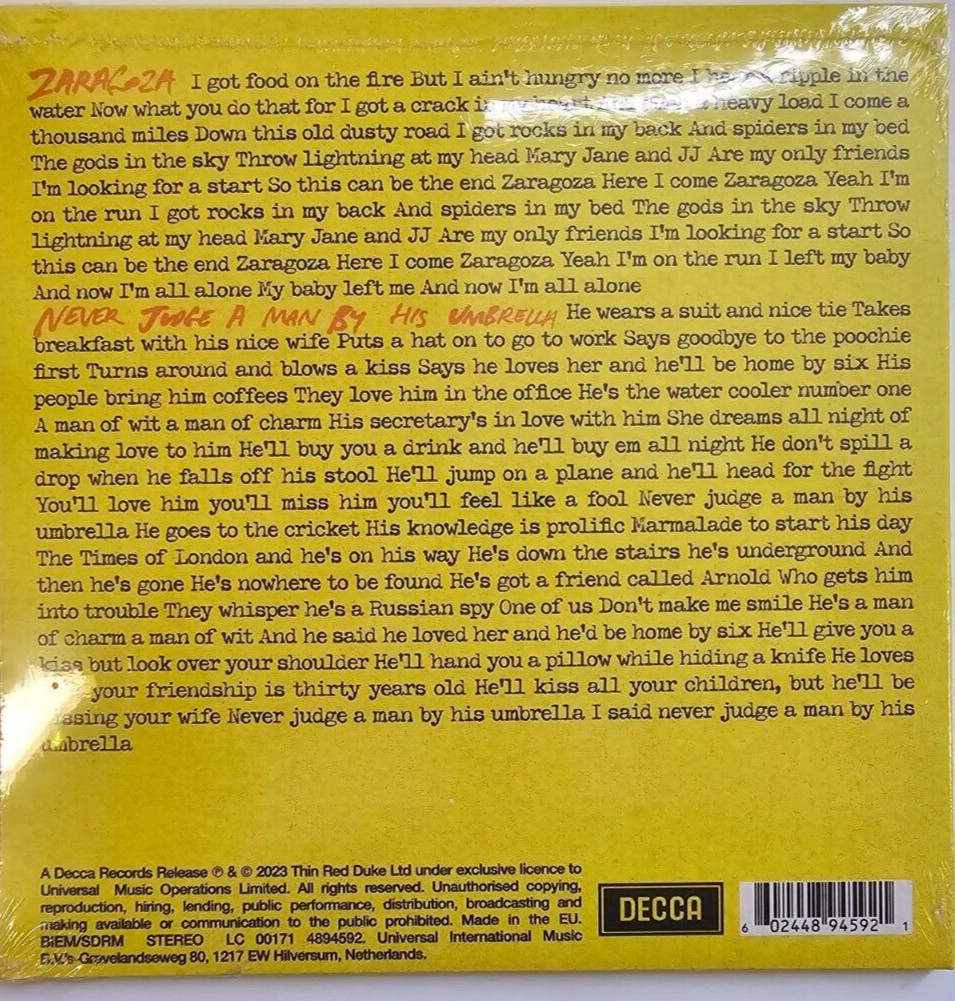 ZARAGOZA I got food on the fire But I ain't hungry no more I have a ripple in the
water Now what you do that for I got a crack in my heart heavy load I come a
thousand miles Down this old dusty road I got rocks in my back And spiders in my bed
The gods in the sky Throw lightning at my head Mary Jane and JJ Are my only friends
I'm looking for a start So this can be the end Zaragoza Here I come Zaragoza Yeah I'm
on the run I got rocks in my back And spiders in my bed The gods in the sky Throw
lightning at my head Mary Jane and JJ Are my only friends I'm looking for a start So
this can be the end Zaragoza Here I come Zaragoza Yeah I'm on the run I left my baby
And now I'm all alone My baby left me And now I'm all alone
NEVER JUDGE A MAN BY HIS UMBRELLA He wears a suit and nice tie Takes
breakfast with his nice wife Puts a hat on to go to work Says goodbye to the poochie
first Turns around and blows a kiss Says he loves her and he'll be home by six His
people bring him coffees They love him in the office He's the water cooler number one
A man of wit a man of charm His secretary's in love with him She dreams all night of
making love to him He'll buy you a drink and he'll buy em all night He don't spill a
drop when he falls off his stool He'll jump on a plane and he'll head for the fight
You'll love him you'll miss him you'll feel like a fool Never judge a man by his
umbrella He goes to the cricket His knowledge is prolific Marmalade to start his day
The Times of London and he's on his way He's down the stairs he's underground And
then he's gone He's nowhere to be found He's got a friend called Arnold Who gets him
into trouble They whisper he's a Russian spy One of us Don't make me smile He's a man
of charm a man of wit And he said he loved her and he'd be home by six He'll give you a
kiss but look over your shoulder He'll hand you a pillow while hiding a knife He loves
your friendship is thirty years old He'll kiss all your children, but he'll be
your wife Never judge a man by his umbrella I said never judge a man by his
umbrella
A Decca Records Release ℗ & © 2023 Thin Red Duke Ltd under exclusive licence to
Universal Music Operations Limited. All rights reserved. Unauthorised copying,
reproduction, hiring, lending, public performance, distribution, broadcasting and
making available or communication to the public prohibited. Made in the EU.
BIEM/SDRM STEREO LC 00171 4894592. Universal International Music
B.V.'s-Gravelandseweg 80, 1217 EW Hilversum, Netherlands.
DECCA
6 02448 94592 1